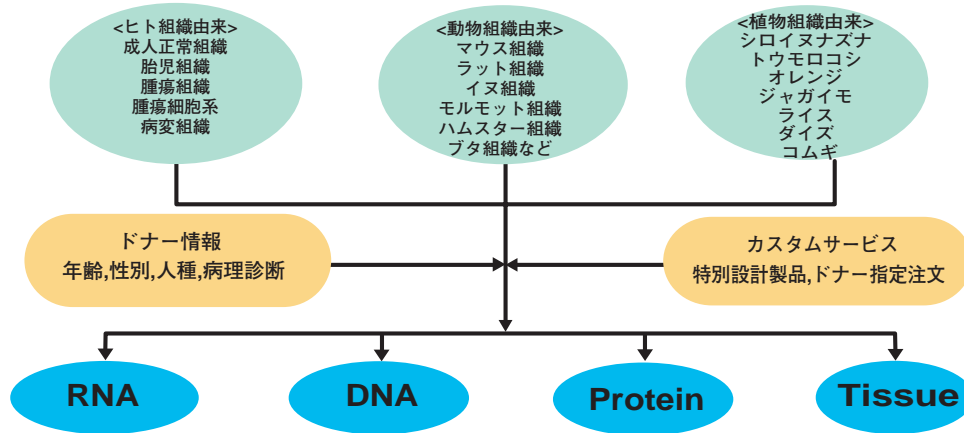 <ヒト組織由来>
成人正常組織
胎児組織
腫瘍組織
腫瘍細胞系
病変組織
<動物組織由来>
マウス組織
ラット組織
イヌ組織
モルモット組織
ハムスター組織
ブタ組織など
<植物組織由来>
シロイヌナズナ
トウモロコシ
オレンジ
ジャガイモ
ライス
ダイズ
コムギ
ドナー情報
年齢,性別,人種,病理診断
カスタムサービス
特別設計製品,ドナー指定注文
RNA
DNA
Protein
Tissue